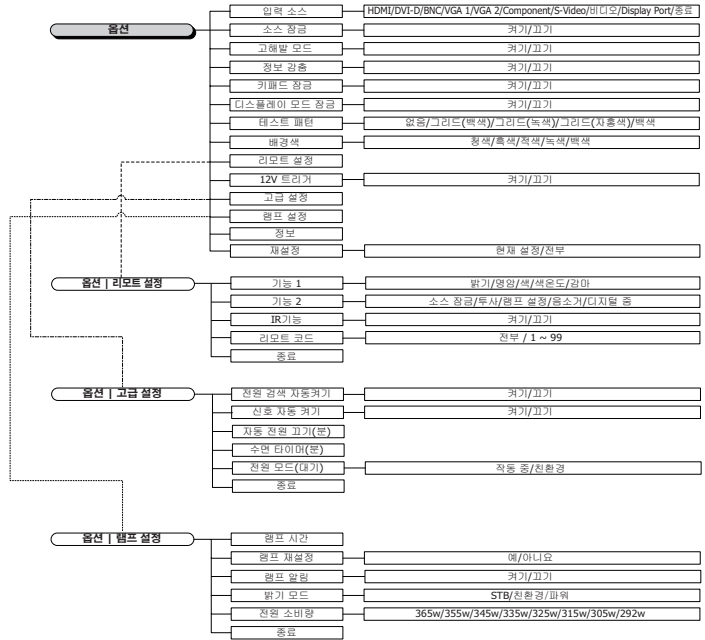 옵션
입력 소스 HDMI/DVI-D/BNC/VGA 1/VGA 2/Component/S-Video/비디오/Display Port/종료
소스 잠금 켜기/끄기
고해발 모드 켜기/끄기
정보 감춤 켜기/끄기
키패드 잠금 켜기/끄기
디스플레이 모드 잠금 켜기/끄기
테스트 패턴 없음/그리드(백색)/그리드(녹색)/그리드(자홍색)/백색
배경색 청색/흑색/적색/녹색/백색
리모트 설정
12V 트리거 켜기/끄기
고급 설정
램프 설정
정보
재설정 현재 설정/전부
옵션 | 리모트 설정
기능 1 밝기/명암/색/색온도/감마
기능 2 소스 잠금/투사/램프 설정/음소거/디지털 줌
IR기능 켜기/끄기
리모트 코드 전부 / 1 ~ 99
종료
옵션 | 고급 설정
전원 검색 자동켜기 켜기/끄기
신호 자동 켜기 켜기/끄기
자동 전원 끄기(분)
수면 타이머(분)
전원 모드(대기) 작동 중/친환경
종료
옵션 | 램프 설정
램프 시간
램프 재설정 예/아니요
램프 알림 켜기/끄기
밝기 모드 STB/친환경/파워
전원 소비량 365w/355w/345w/335w/325w/315w/305w/292w
종료